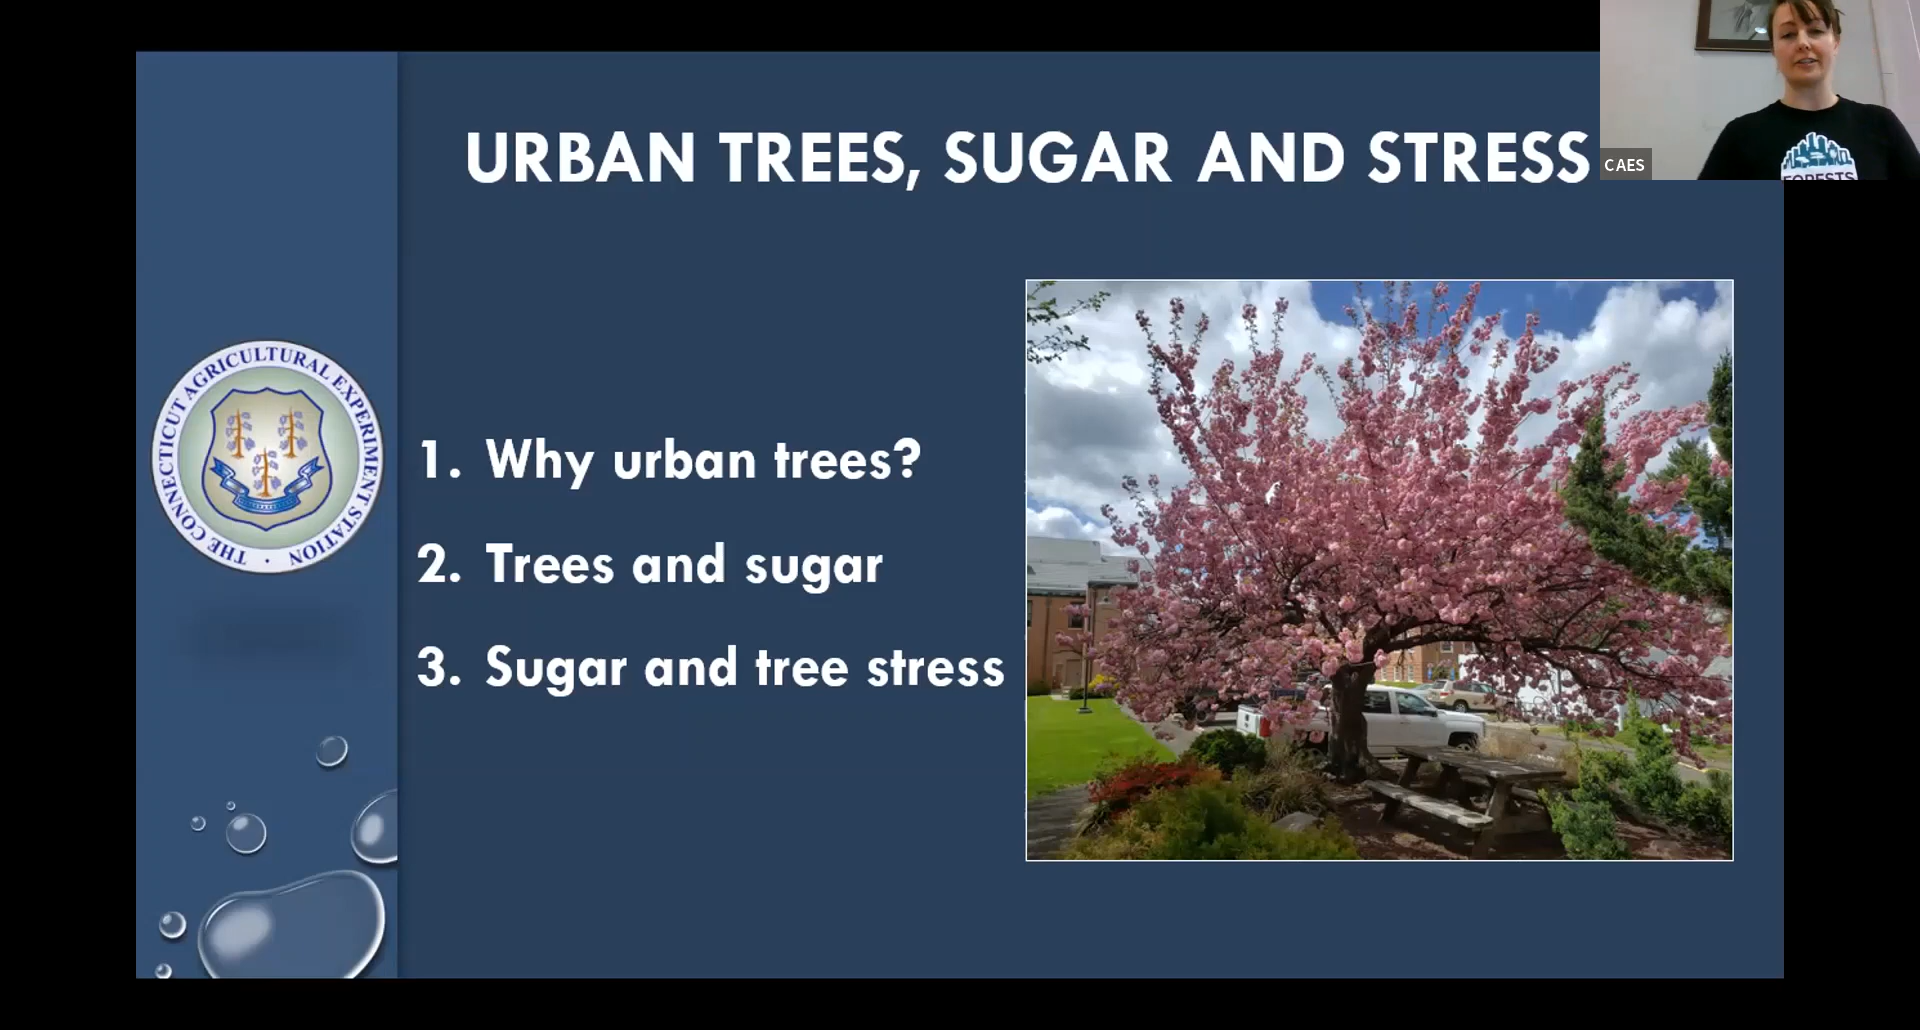 URBAN TREES, SUGAR AND STRESS
CAES
FORESTS
THE CONNECTICUT AGRICULTURAL EXPERIMENT STATION
1. Why urban trees?
2. Trees and sugar
3. Sugar and tree stress